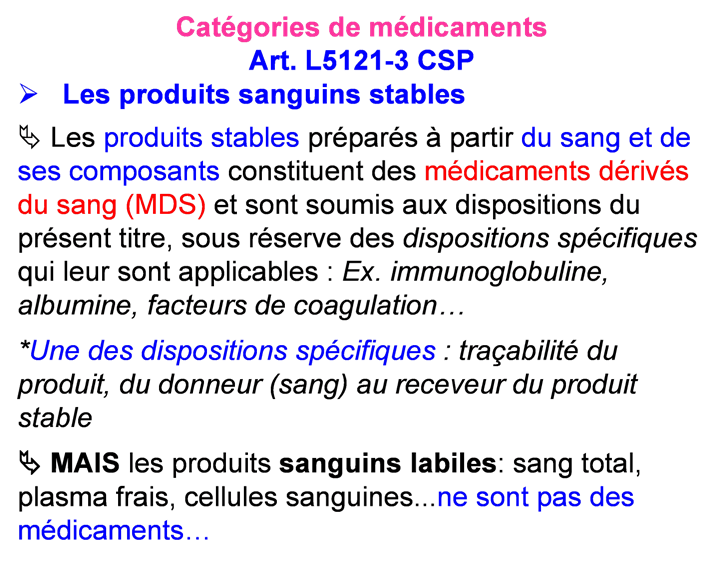 Catégories de médicaments
Art. L5121-3 CSP
➢ Les produits sanguins stables
⮱ Les produits stables préparés à partir du sang et de
ses composants constituent des médicaments dérivés
du sang (MDS) et sont soumis aux dispositions du
présent titre, sous réserve des dispositions spécifiques
qui leur sont applicables : Ex. immunoglobuline,
albumine, facteurs de coagulation…
*Une des dispositions spécifiques : traçabilité du
produit, du donneur (sang) au receveur du produit
stable
⮱ MAIS les produits sanguins labiles: sang total,
plasma frais, cellules sanguines...ne sont pas des
médicaments…